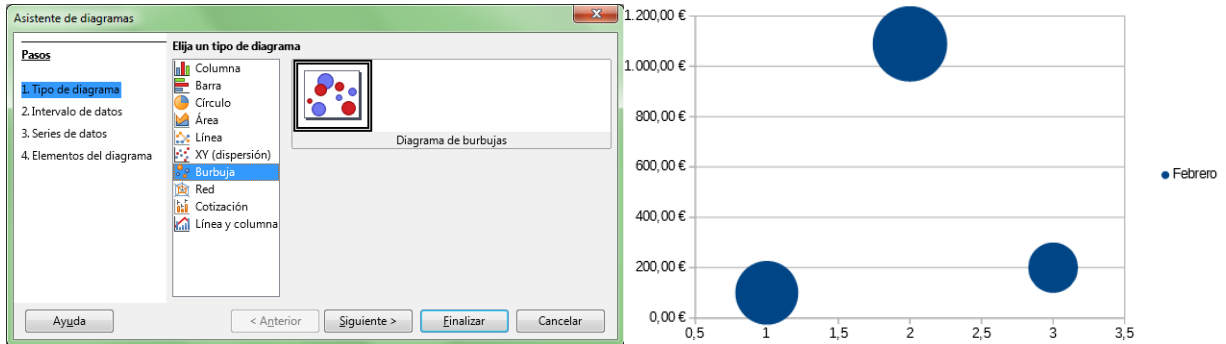 Asistente de diagramas
Pasos
1. Tipo de diagrama
2. Intervalo de datos
3. Series de datos
4. Elementos del diagrama
Elija un tipo de diagrama
Columna
Barra
Círculo
Área
Línea
XY (dispersión)
Burbuja
Red
Cotización
Línea y columna
Diagrama de burbujas
Ayuda
< Anterior
Siguiente >
Finalizar
Cancelar
1.200,00 €
1.000,00 €
800,00 €
600,00 €
400,00 €
200,00 €
0,00 €
0,5 1 1,5 2 2,5 3 3,5
Febrero